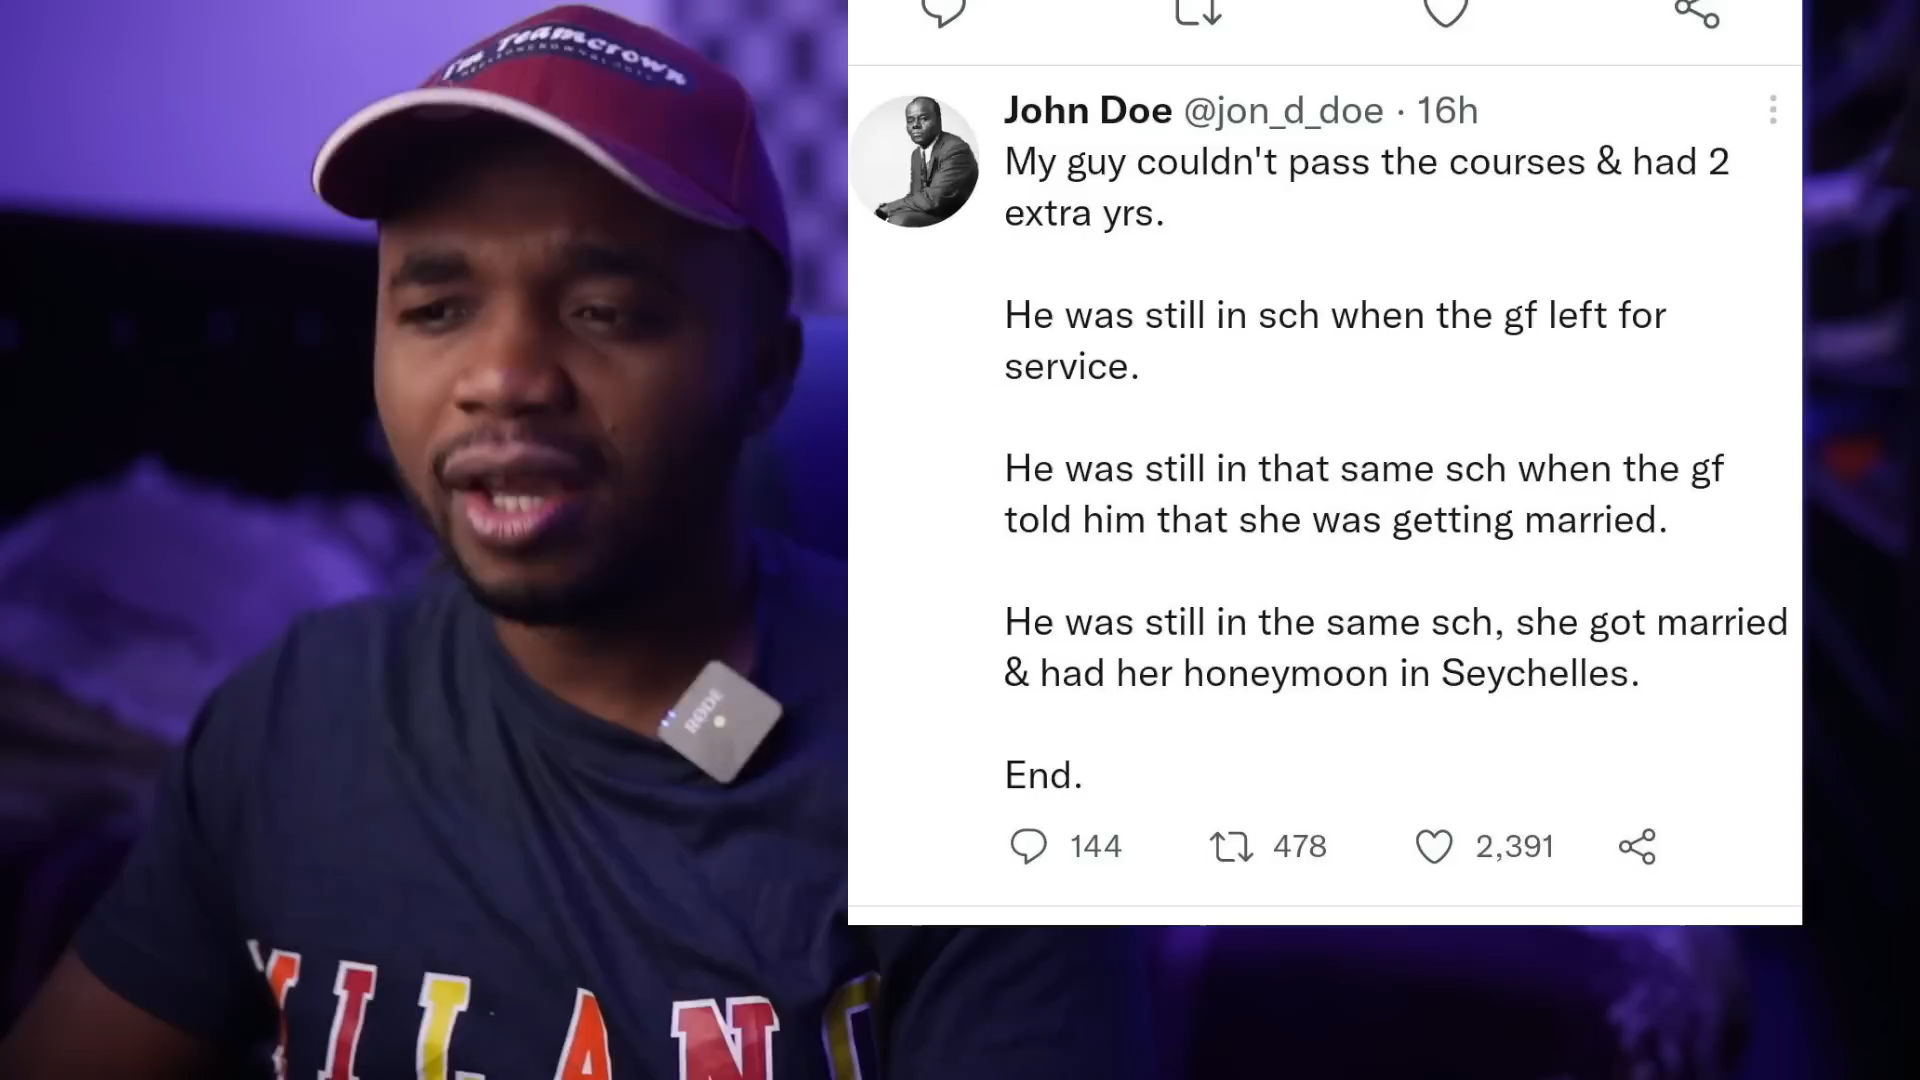 I'm Teamcrown
RØDE
MILANO
John Doe @jon_d_doe · 16h
My guy couldn't pass the courses & had 2
extra yrs.
He was still in sch when the gf left for
service.
He was still in that same sch when the gf
told him that she was getting married.
He was still in the same sch, she got married
& had her honeymoon in Seychelles.
End.
144 478 2,391